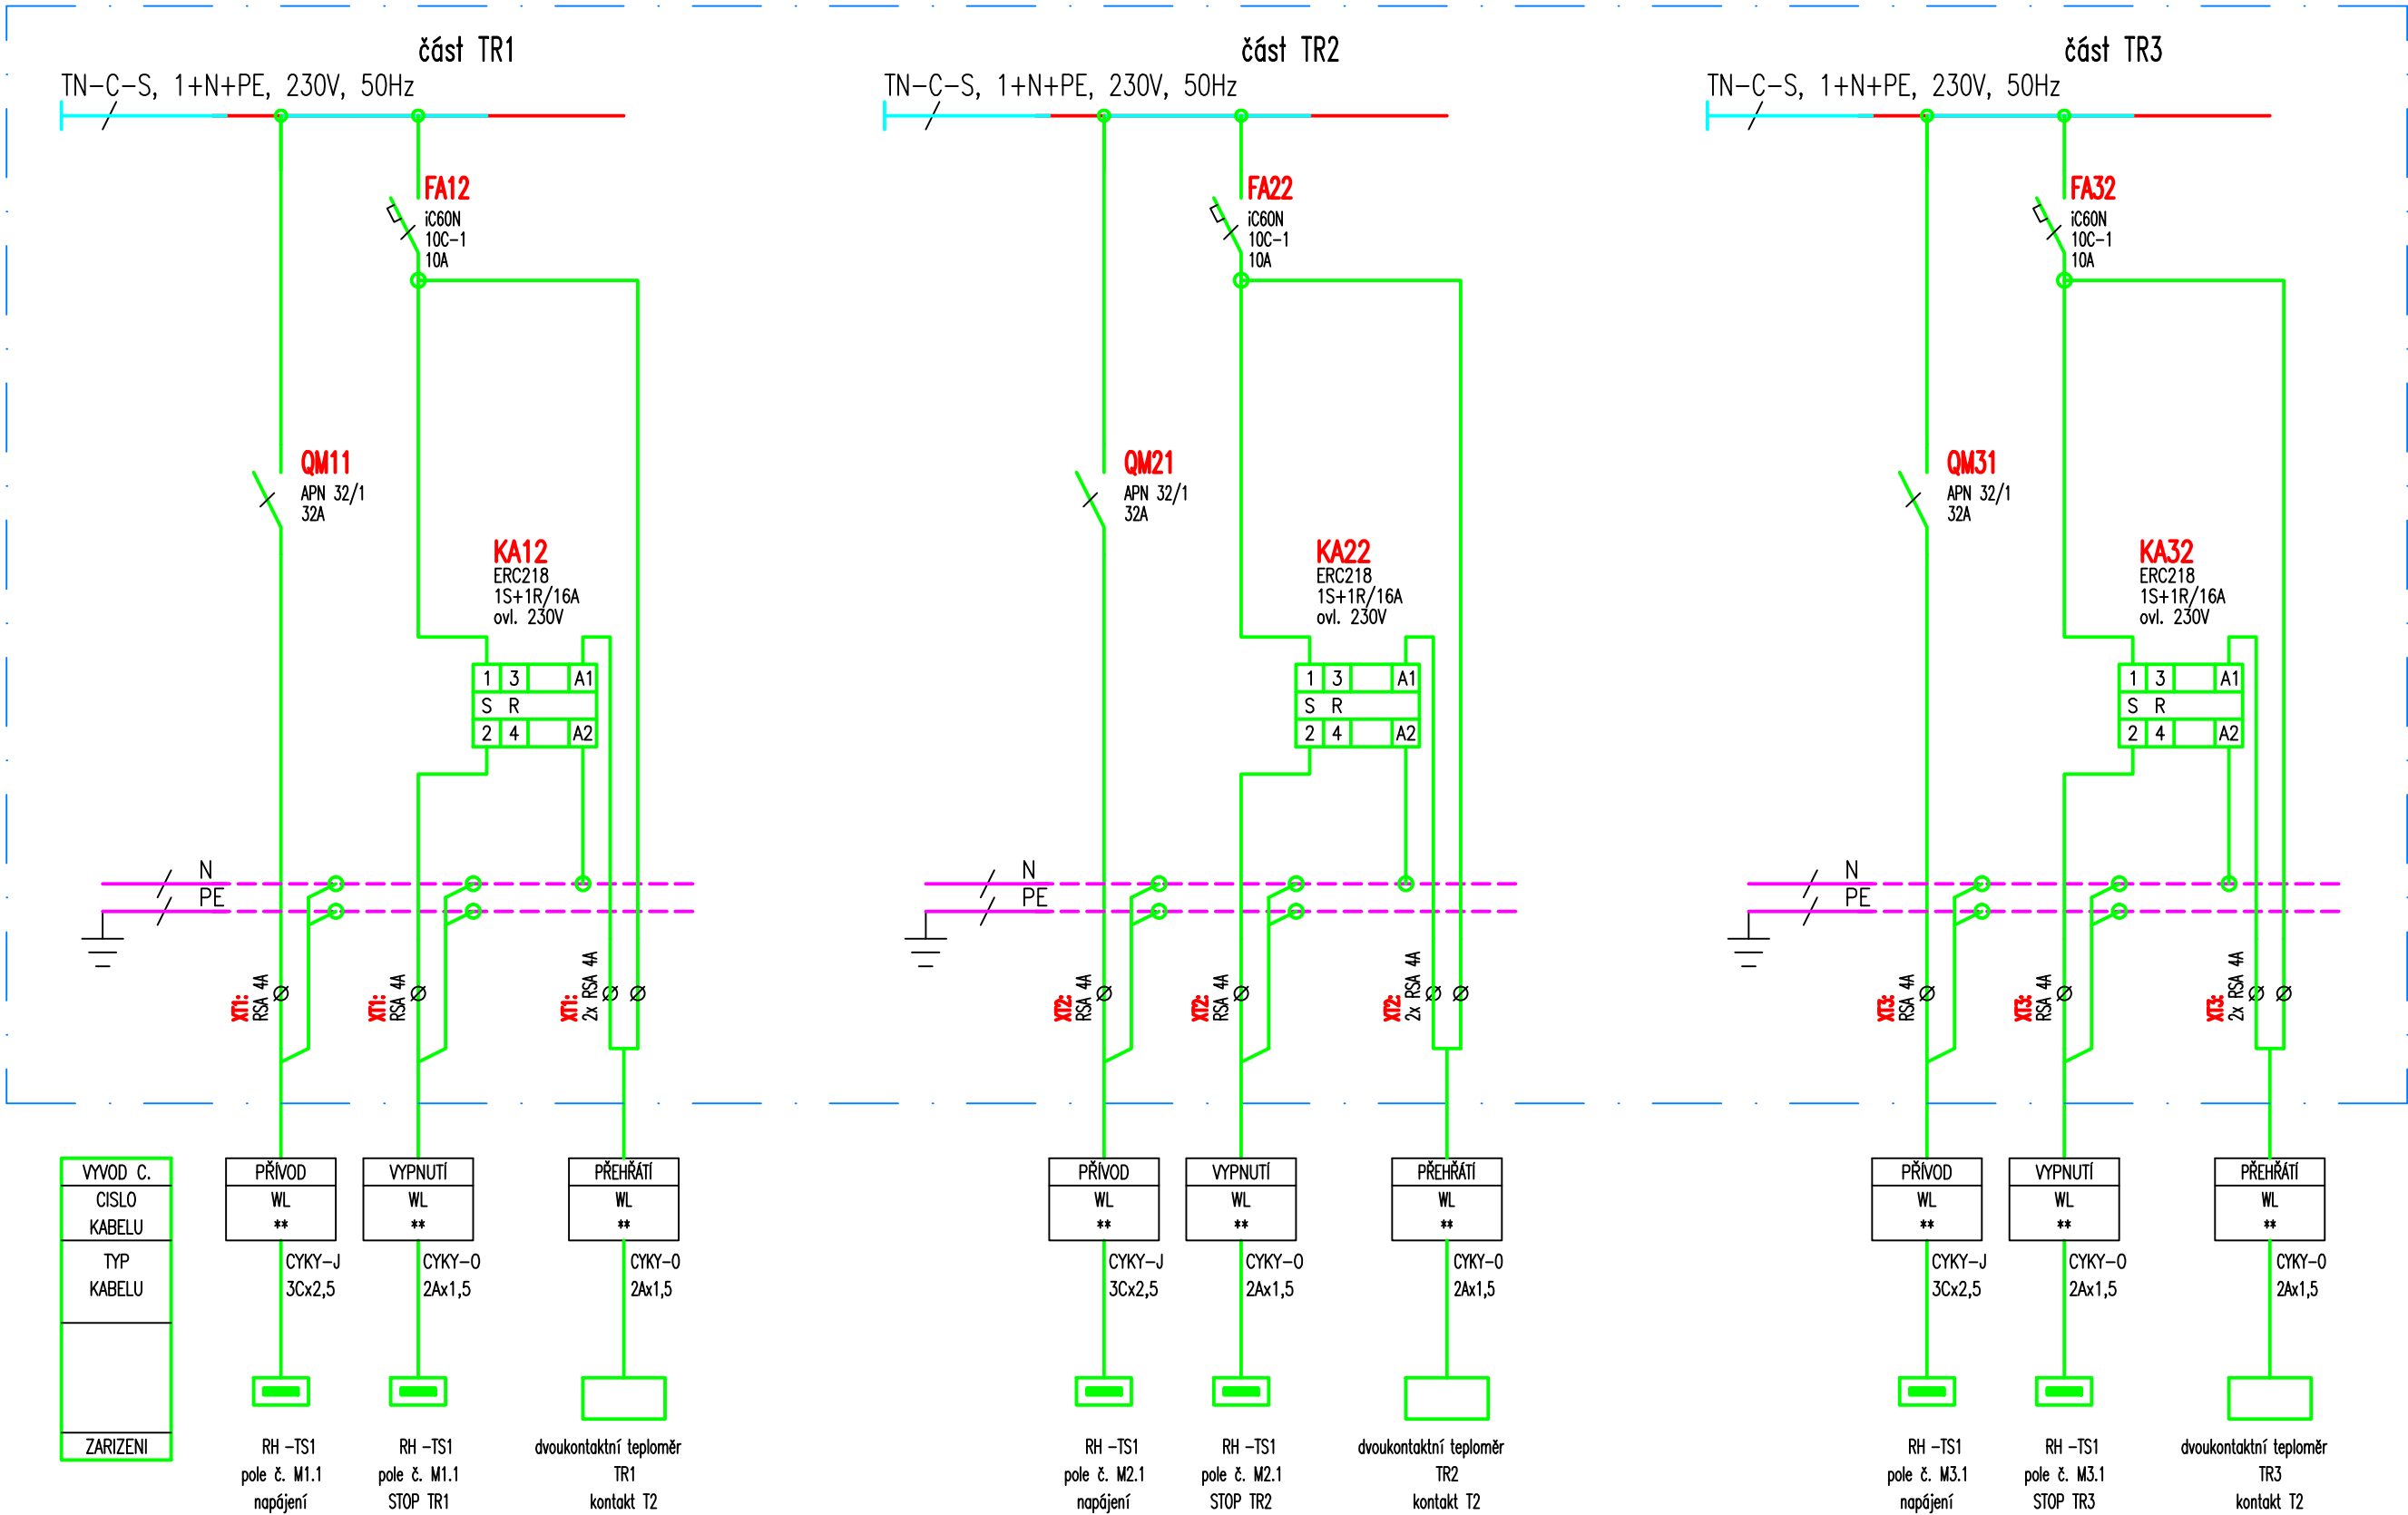 část TR1
TN-C-S, 1+N+PE, 230V, 50Hz
FA12
iC60N
10C-1
10A
QM11
APN 32/1
32A
KA12
ERC218
1S+1R/16A
ovl. 230V
1 3 A1
S R
2 4 A2
N
PE
XT1:
RSA 4A
XT1:
RSA 4A
XT1:
2x RSA 4A
část TR2
TN-C-S, 1+N+PE, 230V, 50Hz
FA22
iC60N
10C-1
10A
QM21
APN 32/1
32A
KA22
ERC218
1S+1R/16A
ovl. 230V
1 3 A1
S R
2 4 A2
N
PE
XT2:
RSA 4A
XT2:
RSA 4A
XT2:
2x RSA 4A
část TR3
TN-C-S, 1+N+PE, 230V, 50Hz
FA32
iC60N
10C-1
10A
QM31
APN 32/1
32A
KA32
ERC218
1S+1R/16A
ovl. 230V
1 3 A1
S R
2 4 A2
N
PE
XT3:
RSA 4A
XT3:
RSA 4A
XT3:
2x RSA 4A
VYVOD C.
CISLO
KABELU
TYP
KABELU
ZARIZENI
PŘÍVOD
WL
**
CYKY-J
3Cx2,5
RH -TS1
pole č. M1.1
napájení
VYPNUTÍ
WL
**
CYKY-O
2Ax1,5
RH -TS1
pole č. M1.1
STOP TR1
PŘEHŘÁTÍ
WL
**
CYKY-O
2Ax1,5
dvoukontaktní teploměr
TR1
kontakt T2
PŘÍVOD
WL
**
CYKY-J
3Cx2,5
RH -TS1
pole č. M2.1
napájení
VYPNUTÍ
WL
**
CYKY-O
2Ax1,5
RH -TS1
pole č. M2.1
STOP TR2
PŘEHŘÁTÍ
WL
**
CYKY-O
2Ax1,5
dvoukontaktní teploměr
TR2
kontakt T2
PŘÍVOD
WL
**
CYKY-J
3Cx2,5
RH -TS1
pole č. M3.1
napájení
VYPNUTÍ
WL
**
CYKY-O
2Ax1,5
RH -TS1
pole č. M3.1
STOP TR3
PŘEHŘÁTÍ
WL
**
CYKY-O
2Ax1,5
dvoukontaktní teploměr
TR3
kontakt T2